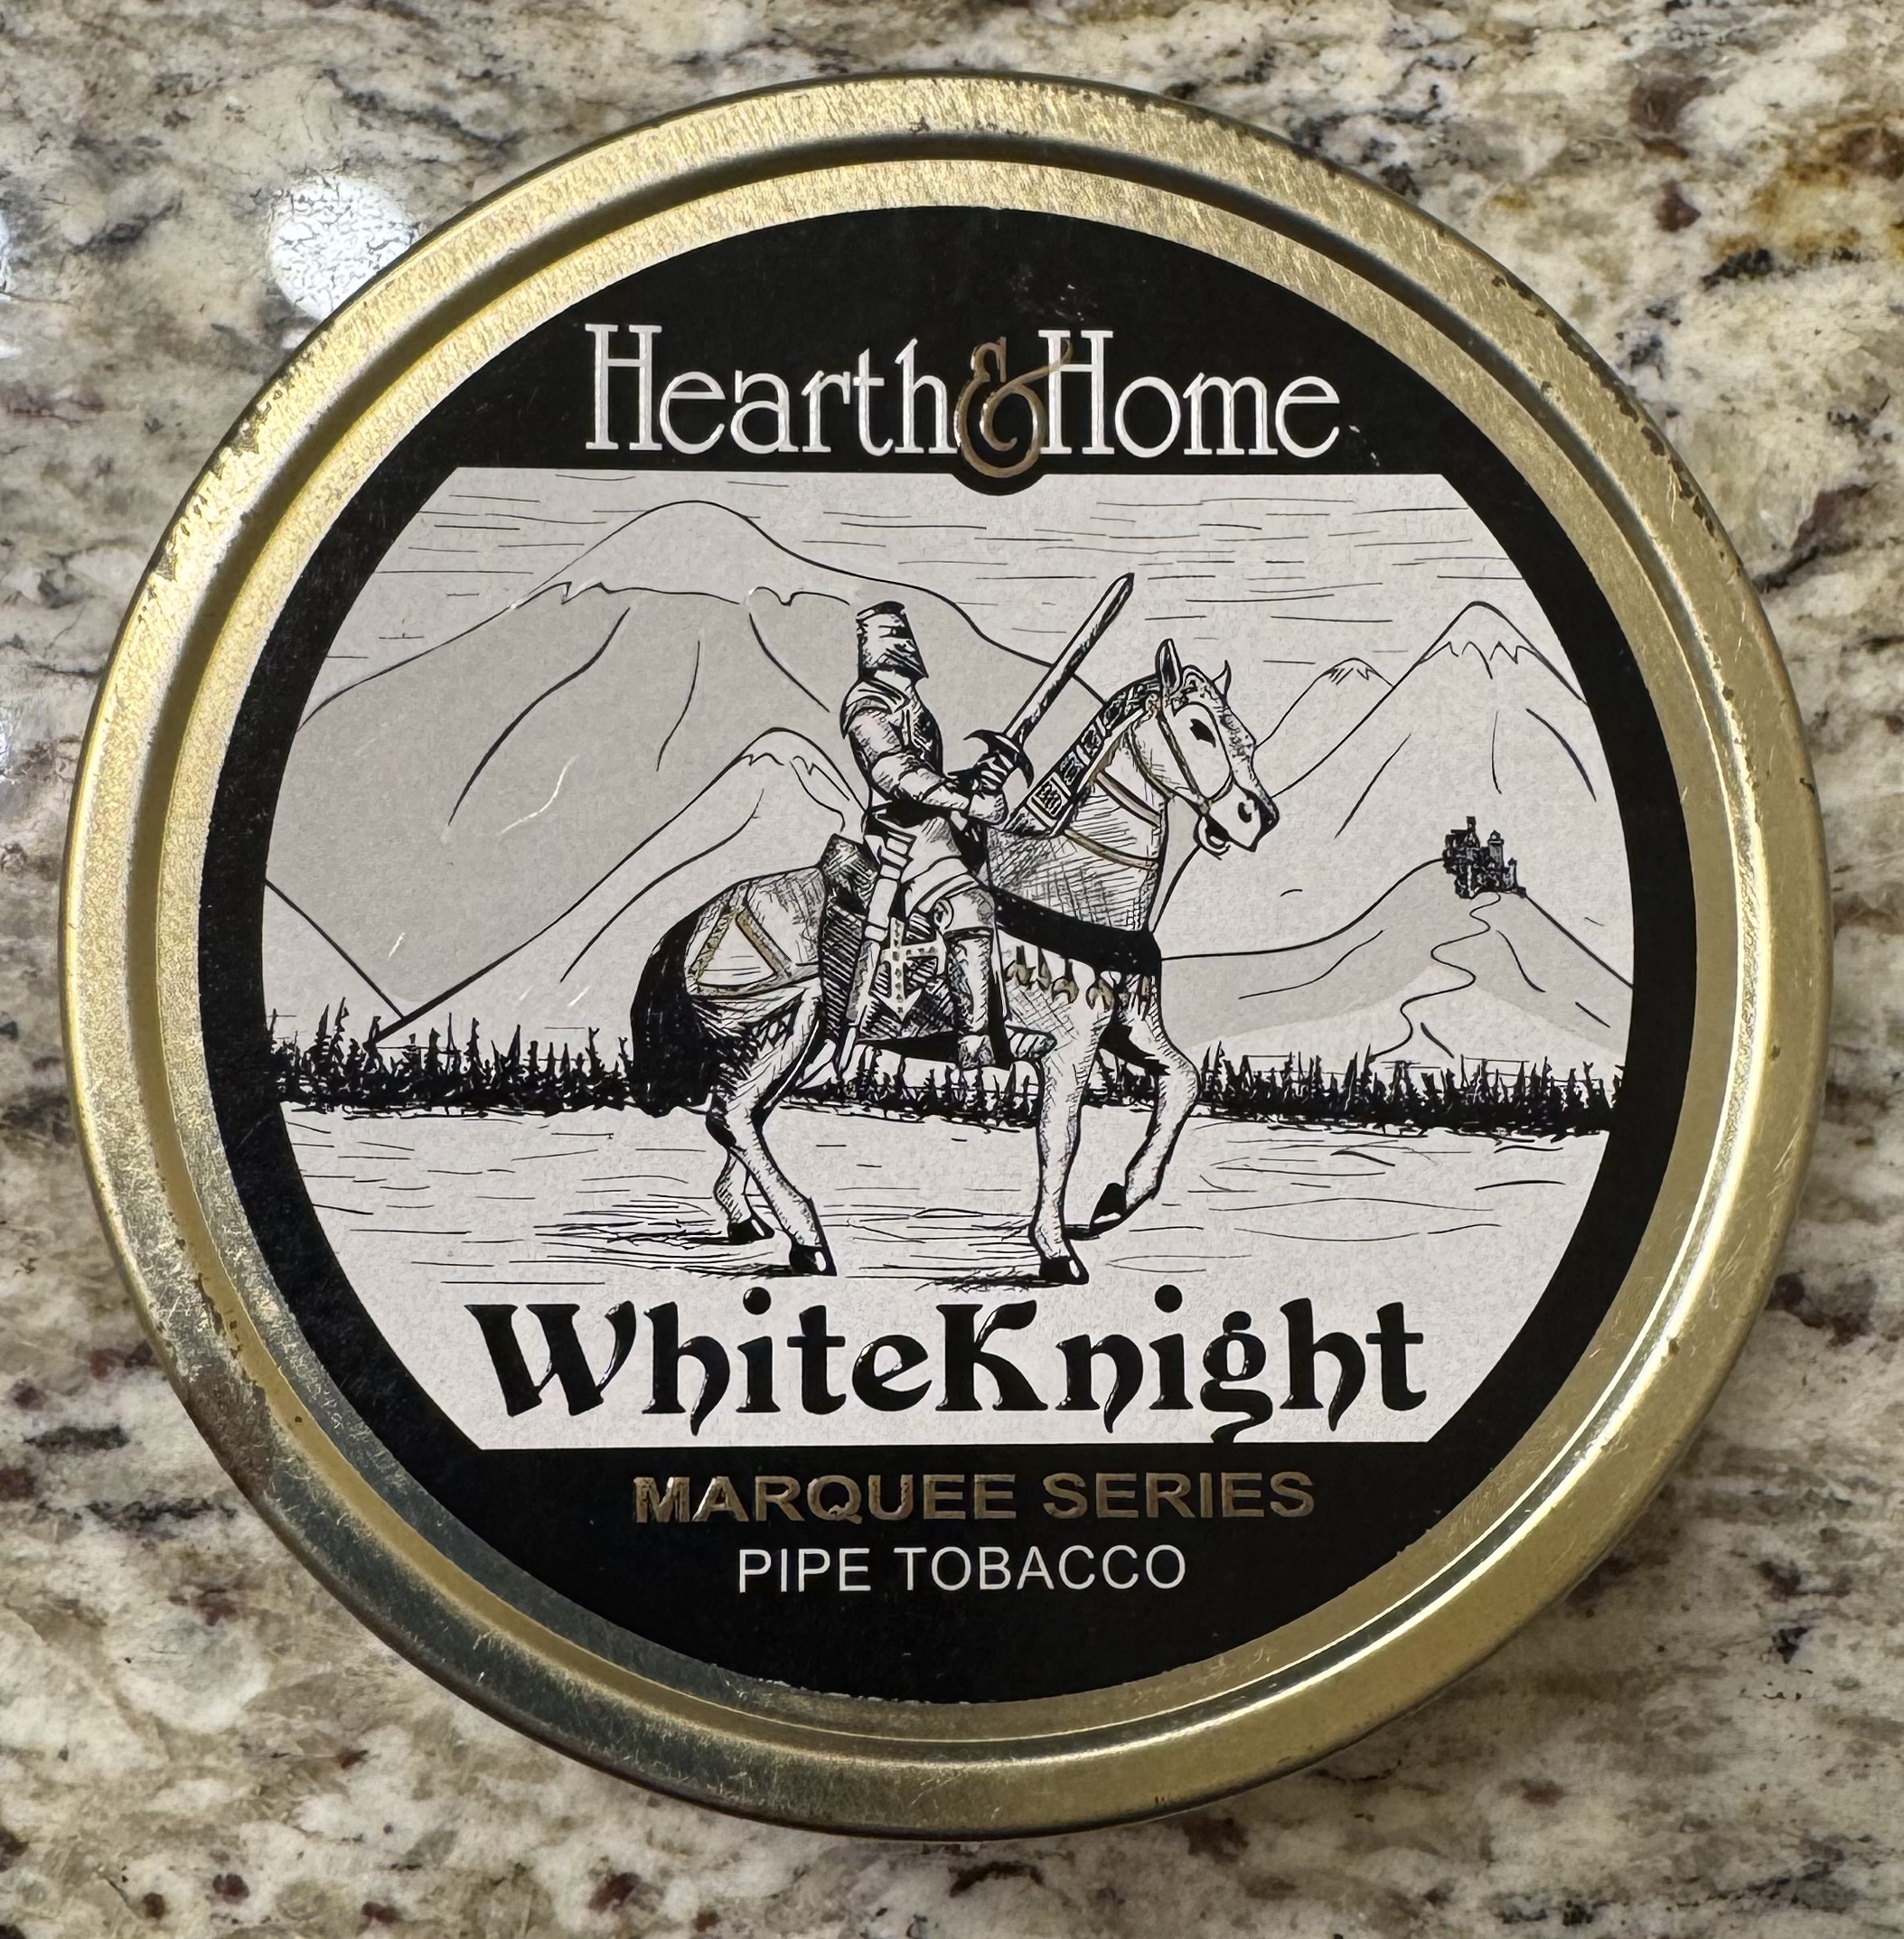 Hearth & Home
WhiteKnight
MARQUEE SERIES
PIPE TOBACCO